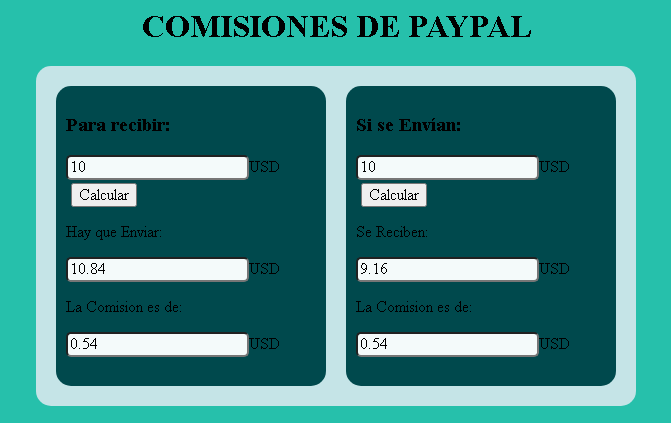 COMISIONES DE PAYPAL
Para recibir:
10 USD
Calcular
Hay que Enviar:
10.84 USD
La Comision es de:
0.54 USD
Si se Envían:
10 USD
Calcular
Se Reciben:
9.16 USD
La Comision es de:
0.54 USD